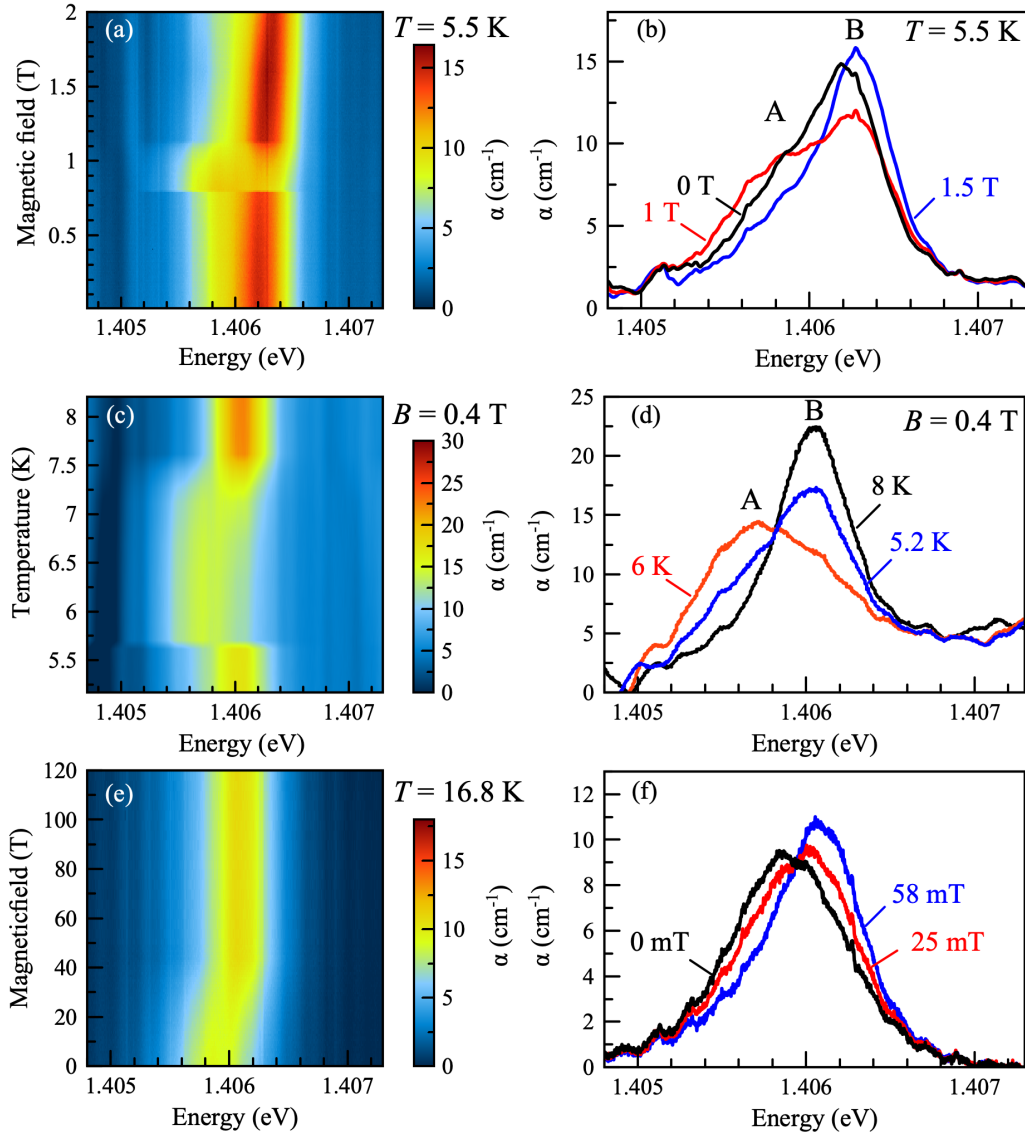 (a)
T = 5.5 K
2
1.5
1
0.5
Magnetic field (T)
15
10
5
0
α (cm⁻¹)
1.405
1.406
1.407
Energy (eV)
(b)
B
T = 5.5 K
A
15
10
5
0
α (cm⁻¹)
0 T
1 T
1.5 T
1.405
1.406
1.407
Energy (eV)
(c)
B = 0.4 T
8
7.5
7
6.5
6
5.5
Temperature (K)
30
25
20
15
10
5
0
α (cm⁻¹)
1.405
1.406
1.407
Energy (eV)
(d)
B
B = 0.4 T
A
25
20
15
10
5
0
α (cm⁻¹)
8 K
5.2 K
6 K
1.405
1.406
1.407
Energy (eV)
(e)
T = 16.8 K
120
100
80
60
40
20
0
Magneticfield (T)
15
10
5
0
α (cm⁻¹)
1.405
1.406
1.407
Energy (eV)
(f)
12
10
8
6
4
2
0
α (cm⁻¹)
58 mT
0 mT
25 mT
1.405
1.406
1.407
Energy (eV)